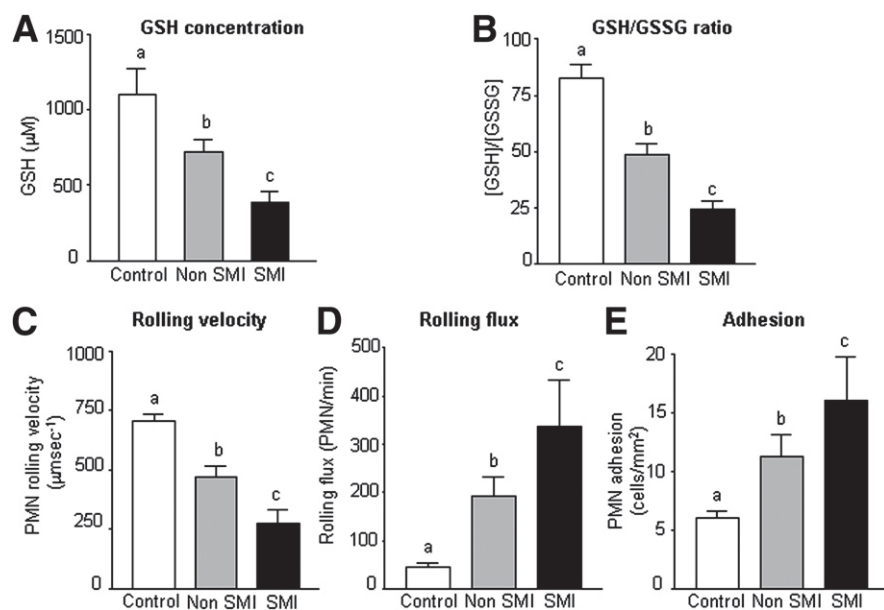 A
GSH concentration
GSH (µM)
1500
1000
500
0
a
b
c
Control Non SMI SMI
B
GSH/GSSG ratio
[GSH]/[GSSG]
100
75
50
25
0
a
b
c
Control Non SMI SMI
C
Rolling velocity
PMN rolling velocity
(µmsec-1)
1000
750
500
250
0
a
b
c
Control Non SMI SMI
D
Rolling flux
Rolling flux (PMN/min)
500
400
300
200
100
0
a
b
c
Control Non SMI SMI
E
Adhesion
PMN adhesion
(cells/mm²)
20
15
10
5
0
a
b
c
Control Non SMI SMI